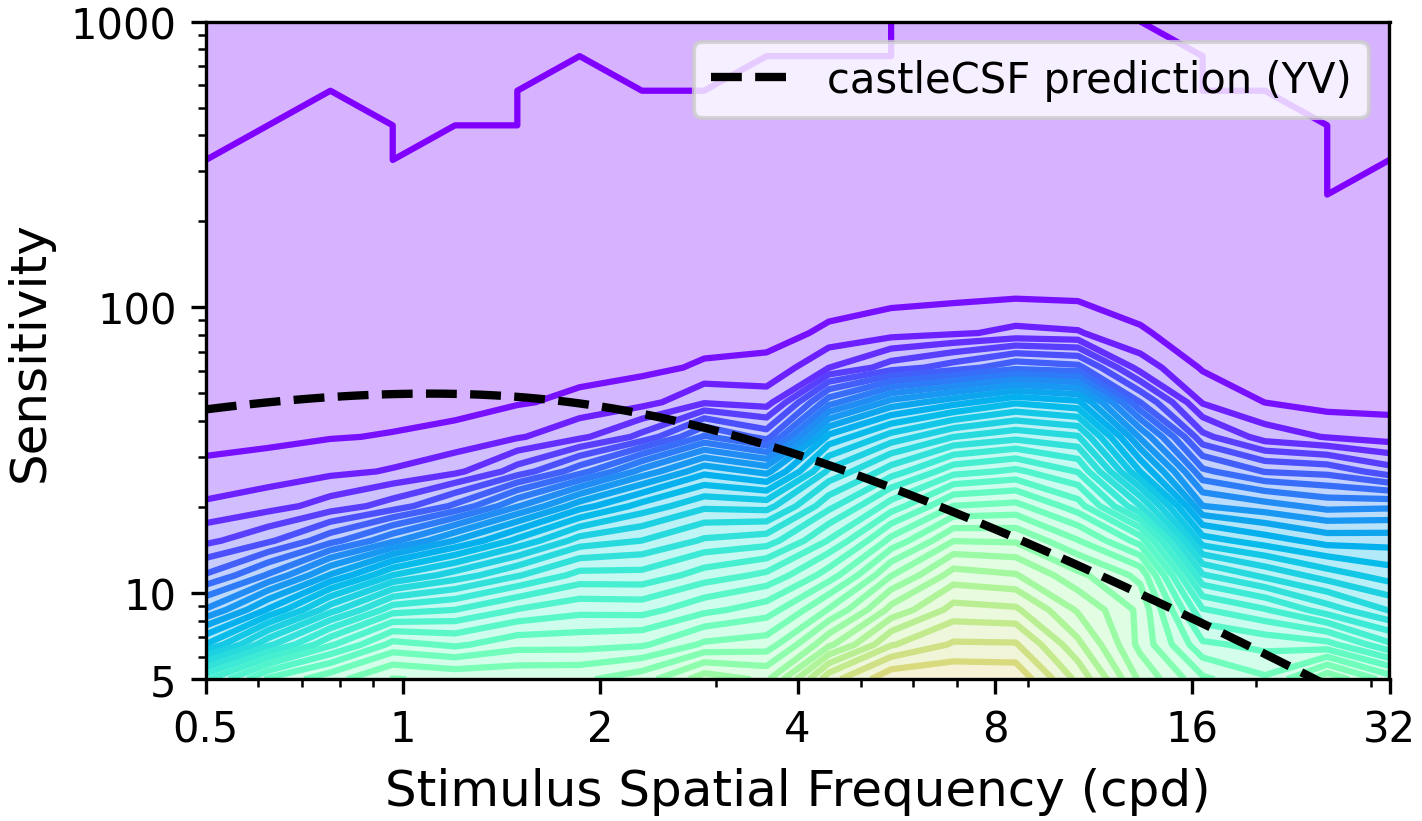 1000
100
10
5
Sensitivity
castleCSF prediction (YV)
0.5 1 2 4 8 16 32
Stimulus Spatial Frequency (cpd)